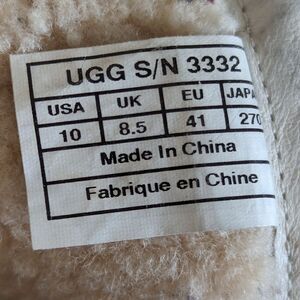 UGG S/N 3332
USA UK EU
10 8.5 41 270
Made In China
Fabrique en Chine